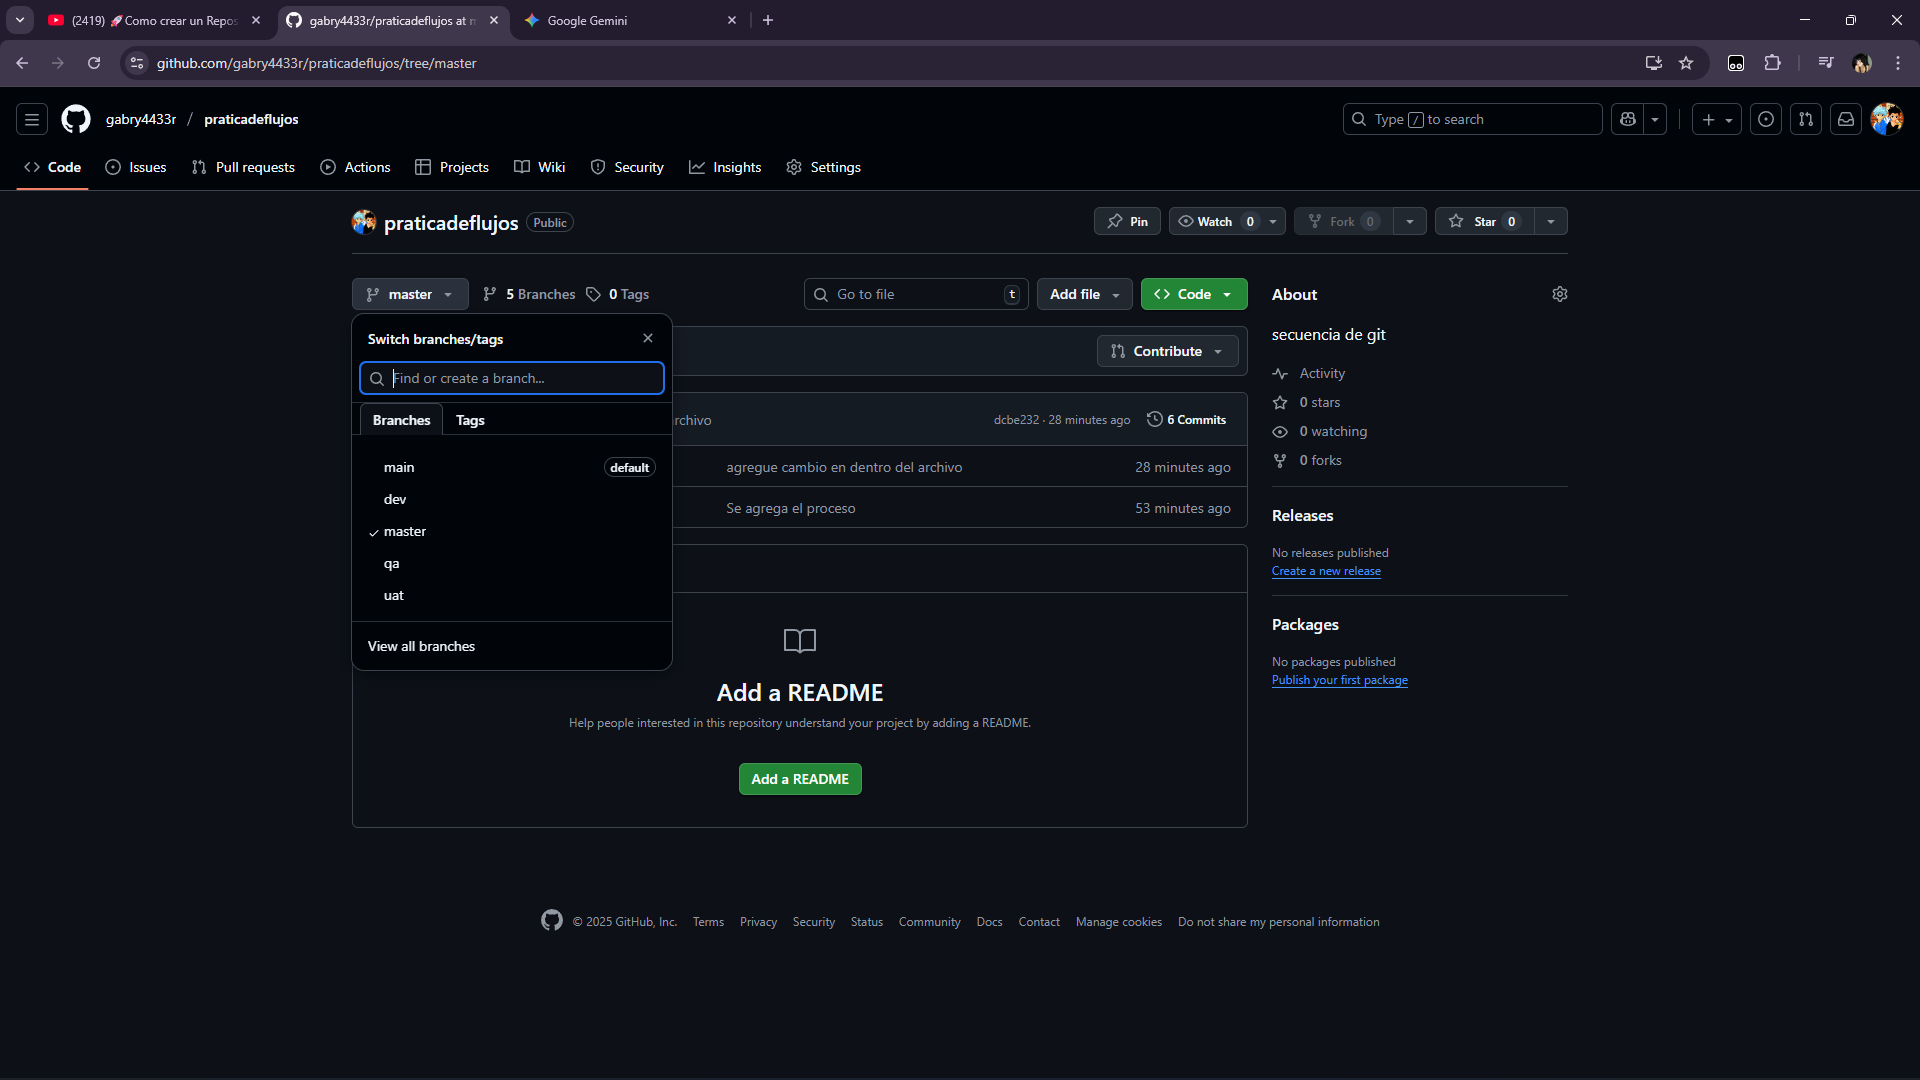 (2419) 🚀Como crear un Repos
gabry4433r/praticadeflujos at m
Google Gemini
github.com/gabry4433r/praticadeflujos/tree/master
gabry4433r / praticadeflujos
Type / to search
Code
Issues
Pull requests
Actions
Projects
Wiki
Security
Insights
Settings
praticadeflujos Public
Pin
Watch 0
Fork 0
Star 0
master
5 Branches
0 Tags
Go to file t
Add file
Code
About
secuencia de git
Activity
0 stars
0 watching
0 forks
Releases
No releases published
Create a new release
Packages
No packages published
Publish your first package
Switch branches/tags
Find or create a branch...
Branches
Tags
main default
dev
master
qa
uat
View all branches
Contribute
rchivo
dcbe232 · 28 minutes ago
6 Commits
agregue cambio en dentro del archivo
28 minutes ago
Se agrega el proceso
53 minutes ago
Add a README
Help people interested in this repository understand your project by adding a README.
Add a README
© 2025 GitHub, Inc.
Terms
Privacy
Security
Status
Community
Docs
Contact
Manage cookies
Do not share my personal information